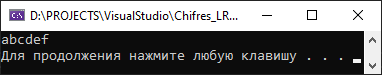 D:\PROJECTS\VisualStudio\Chifres_LR...
abcdef
Для продолжения нажмите любую клавишу . . .